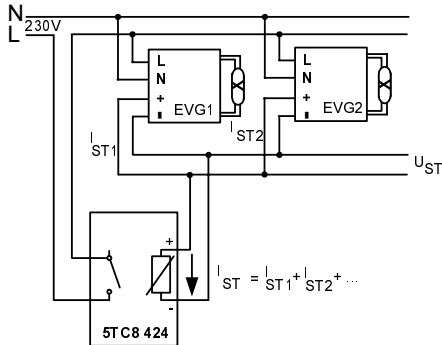 N
L 230V
L
N
+
-
EVG1
L
N
+
-
EVG2
I ST1
I ST2
U ST
+
-
I ST = I ST1 + I ST2 + ...
5TC8 424